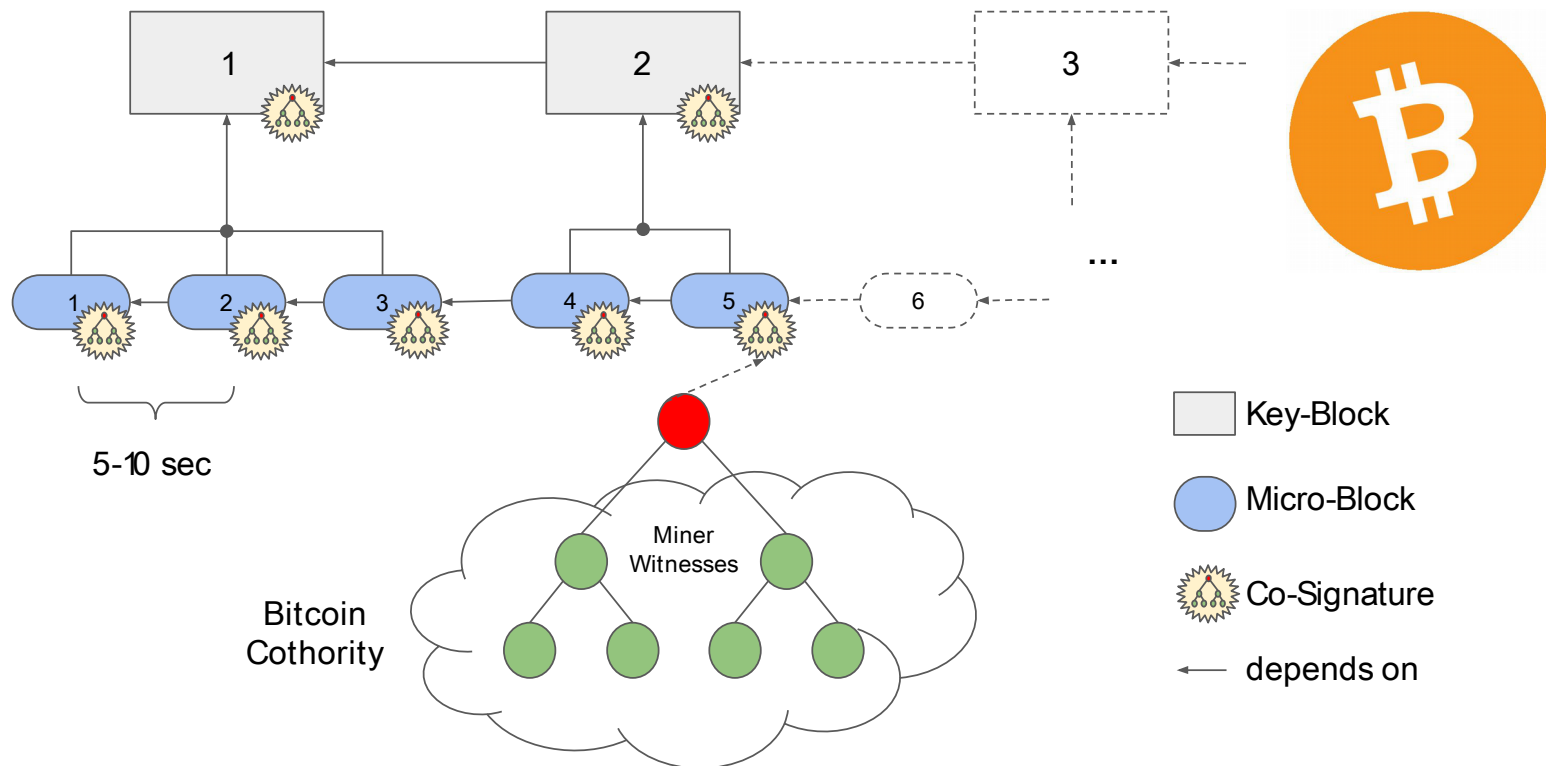 1
2
3
1
2
3
4
5
6
...
5-10 sec
Miner
Witnesses
Bitcoin
Cothority
Key-Block
Micro-Block
Co-Signature
depends on